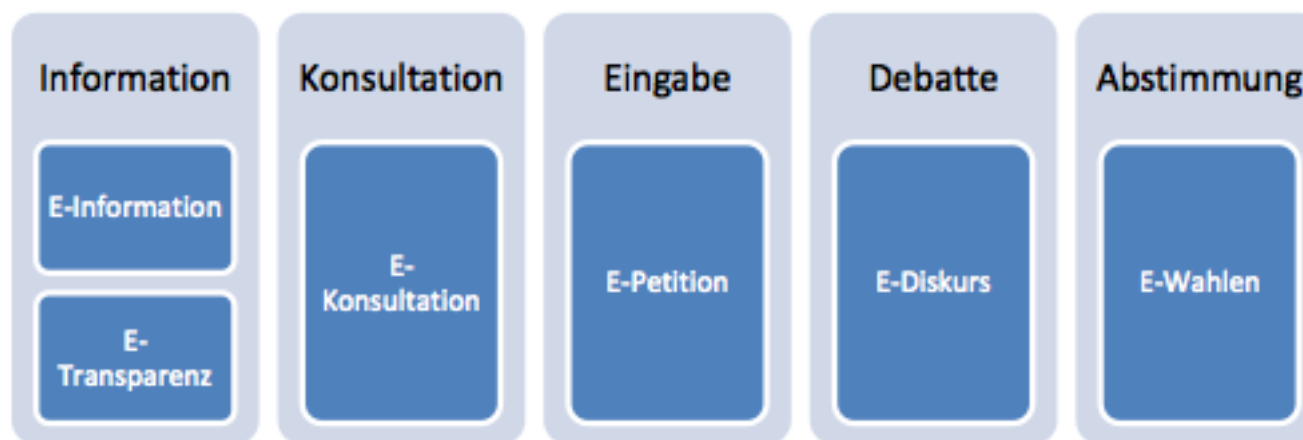 Information
E-Information
E-
Transparenz
Konsultation
E-
Konsultation
Eingabe
E-Petition
Debatte
E-Diskurs
Abstimmung
E-Wahlen